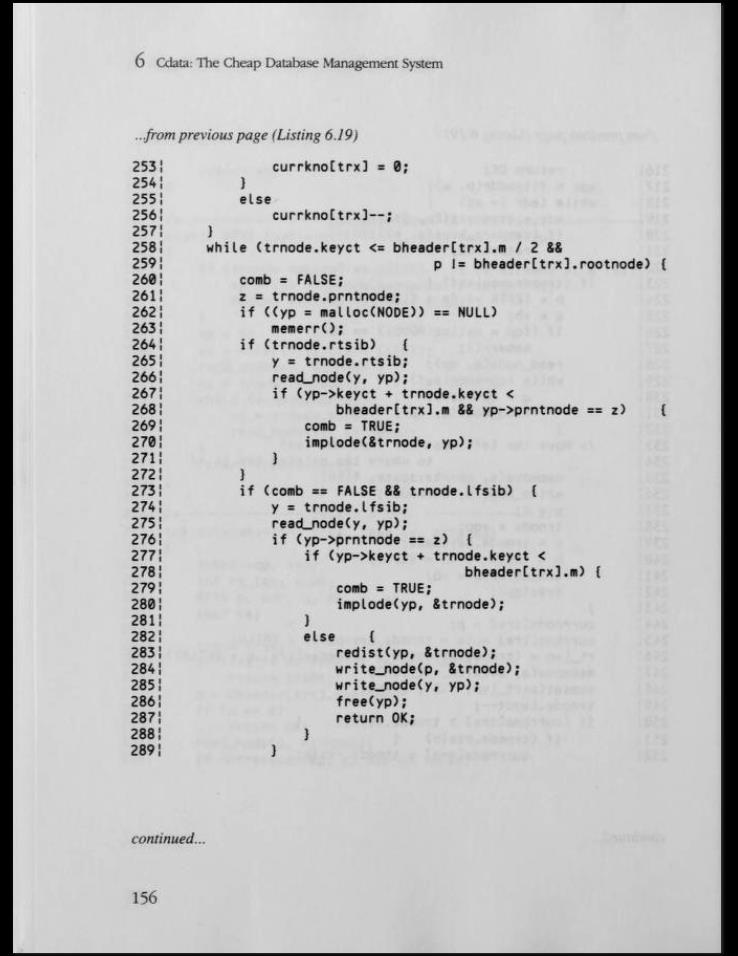 6 Cdata: The Cheap Database Management System
...from previous page (Listing 6.19)
253¦ currkno[trx] = 0;
254¦ }
255¦ else
256¦ currkno[trx]--;
257¦ }
258¦ while (trnode.keyct <= bheader[trx].m / 2 &&
259¦ p != bheader[trx].rootnode) {
260¦ comb = FALSE;
261¦ z = trnode.prntnode;
262¦ if ((yp = malloc(NODE)) == NULL)
263¦ memerr();
264¦ if (trnode.rtsib) {
265¦ y = trnode.rtsib;
266¦ read_node(y, yp);
267¦ if (yp->keyct + trnode.keyct <
268¦ bheader[trx].m && yp->prntnode == z) {
269¦ comb = TRUE;
270¦ implode(&trnode, yp);
271¦ }
272¦ }
273¦ if (comb == FALSE && trnode.lfsib) {
274¦ y = trnode.lfsib;
275¦ read_node(y, yp);
276¦ if (yp->prntnode == z) {
277¦ if (yp->keyct + trnode.keyct <
278¦ bheader[trx].m) {
279¦ comb = TRUE;
280¦ implode(yp, &trnode);
281¦ }
282¦ else {
283¦ redist(yp, &trnode);
284¦ write_node(p, &trnode);
285¦ write_node(y, yp);
286¦ free(yp);
287¦ return OK;
288¦ }
289¦ }
continued...
156